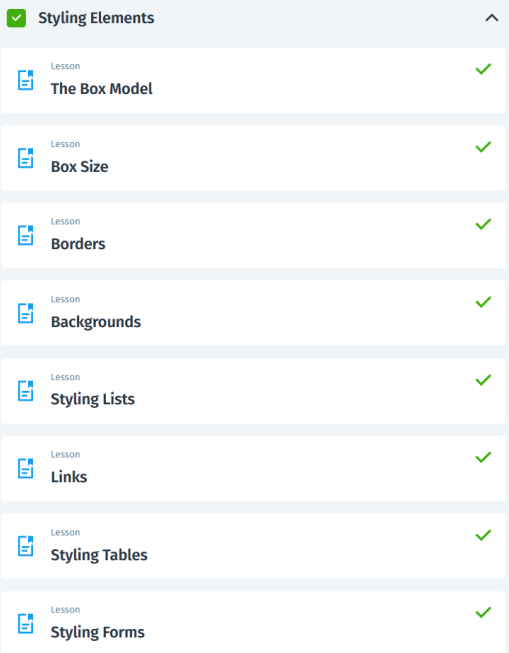 Styling Elements
Lesson
The Box Model
Lesson
Box Size
Lesson
Borders
Lesson
Backgrounds
Lesson
Styling Lists
Lesson
Links
Lesson
Styling Tables
Lesson
Styling Forms